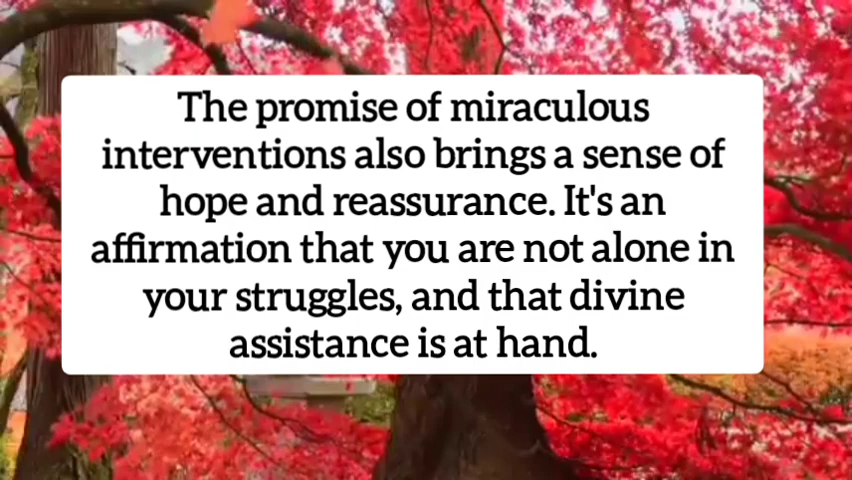 The promise of miraculous
interventions also brings a sense of
hope and reassurance. It's an
affirmation that you are not alone in
your struggles, and that divine
assistance is at hand.